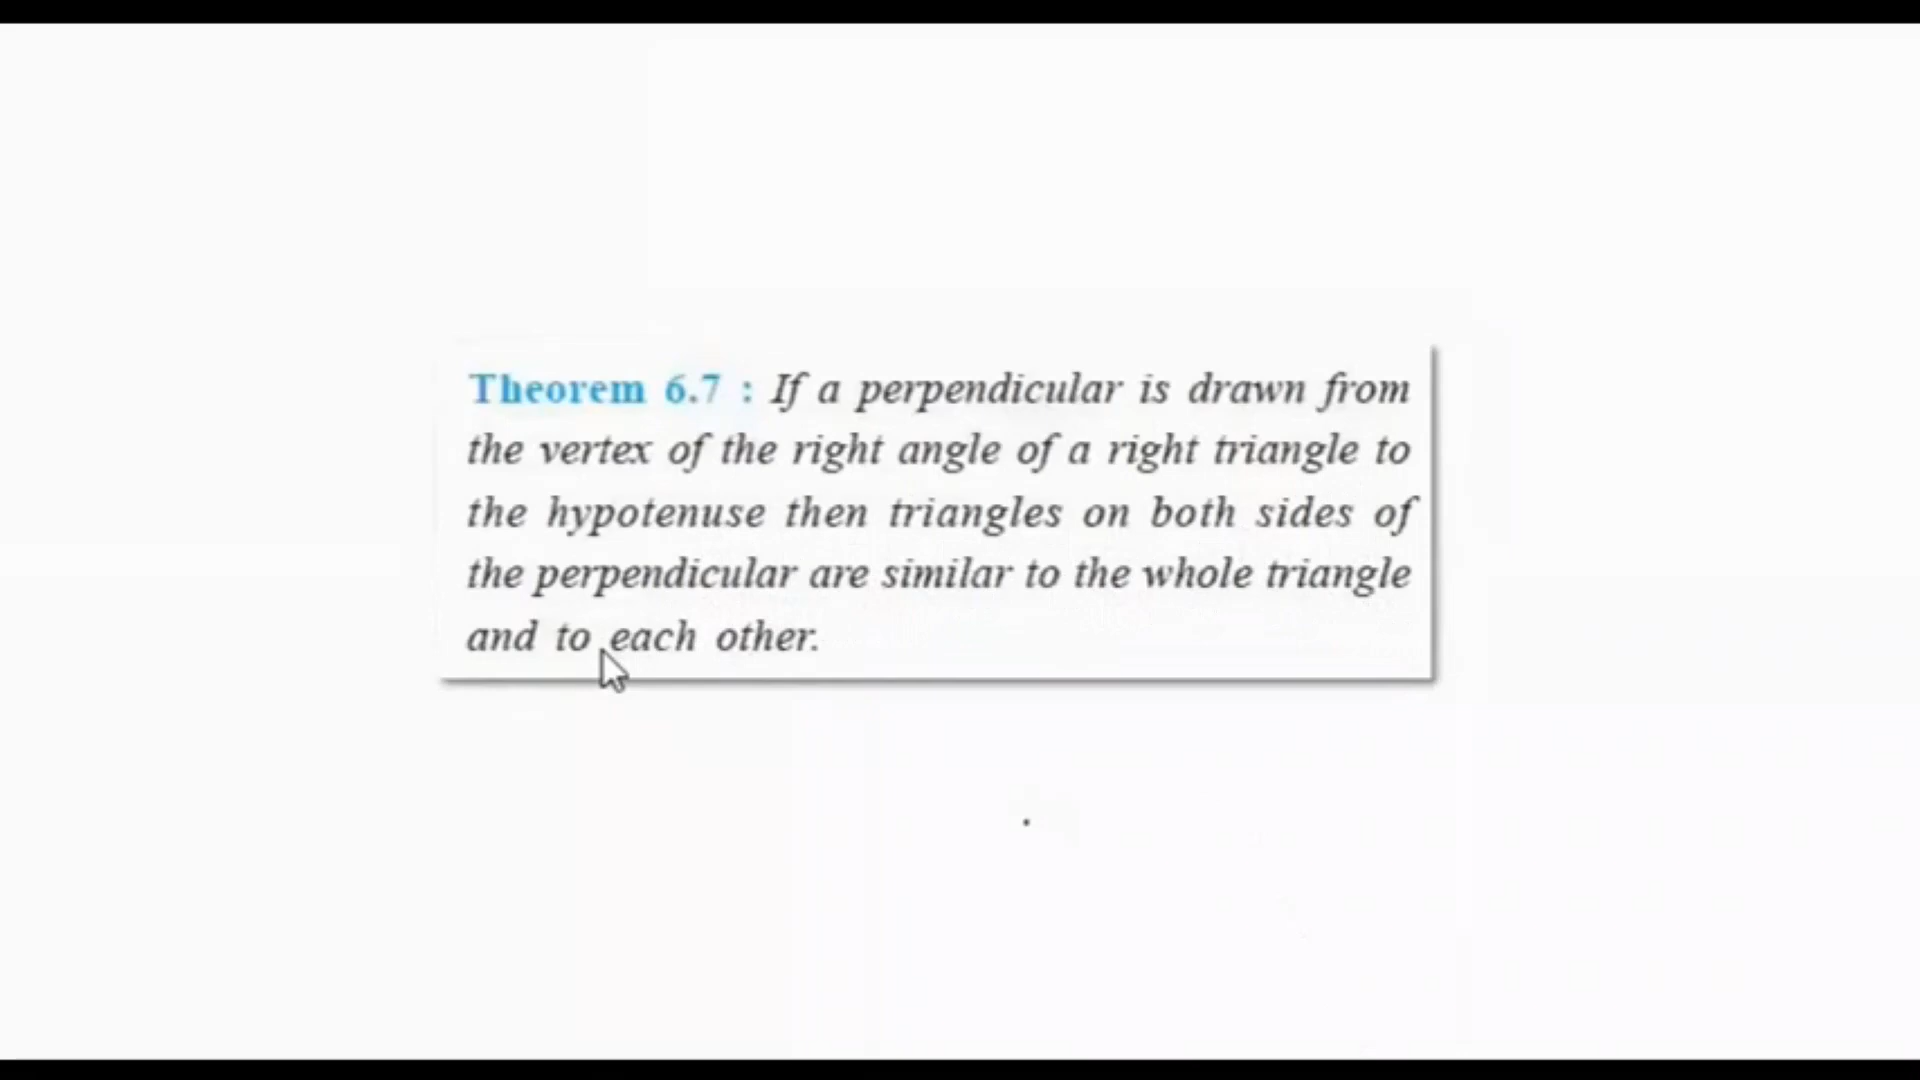 Theorem 6.7 : If a perpendicular is drawn from
the vertex of the right angle of a right triangle to
the hypotenuse then triangles on both sides of
the perpendicular are similar to the whole triangle
and to each other.